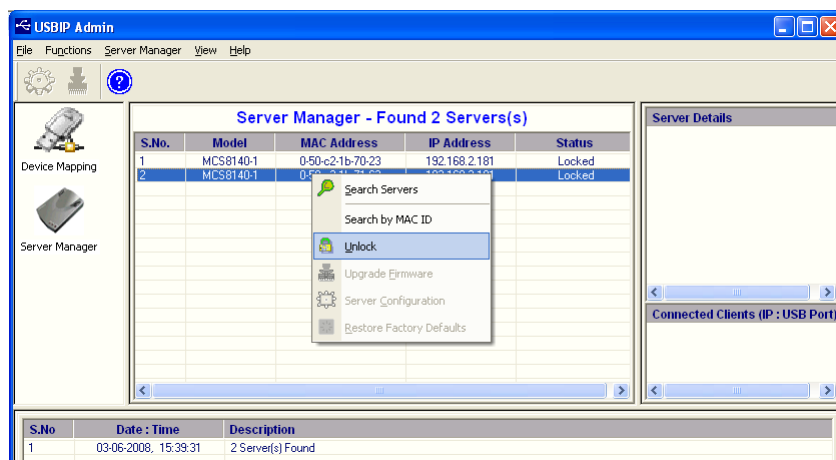 USBIP Admin
File Functions Server Manager View Help
Device Mapping
Server Manager
Server Manager - Found 2 Servers(s)
S.No. Model MAC Address IP Address Status
1 MCS8140-1 0-50-c2-1b-70-23 192.168.2.181 Locked
2 MCS8140-1 Locked
Search Servers
Search by MAC ID
Unlock
Upgrade Firmware
Server Configuration
Restore Factory Defaults
Server Details
Connected Clients (IP : USB Port)
S.No Date : Time Description
1 03-06-2008, 15:39:31 2 Server(s) Found